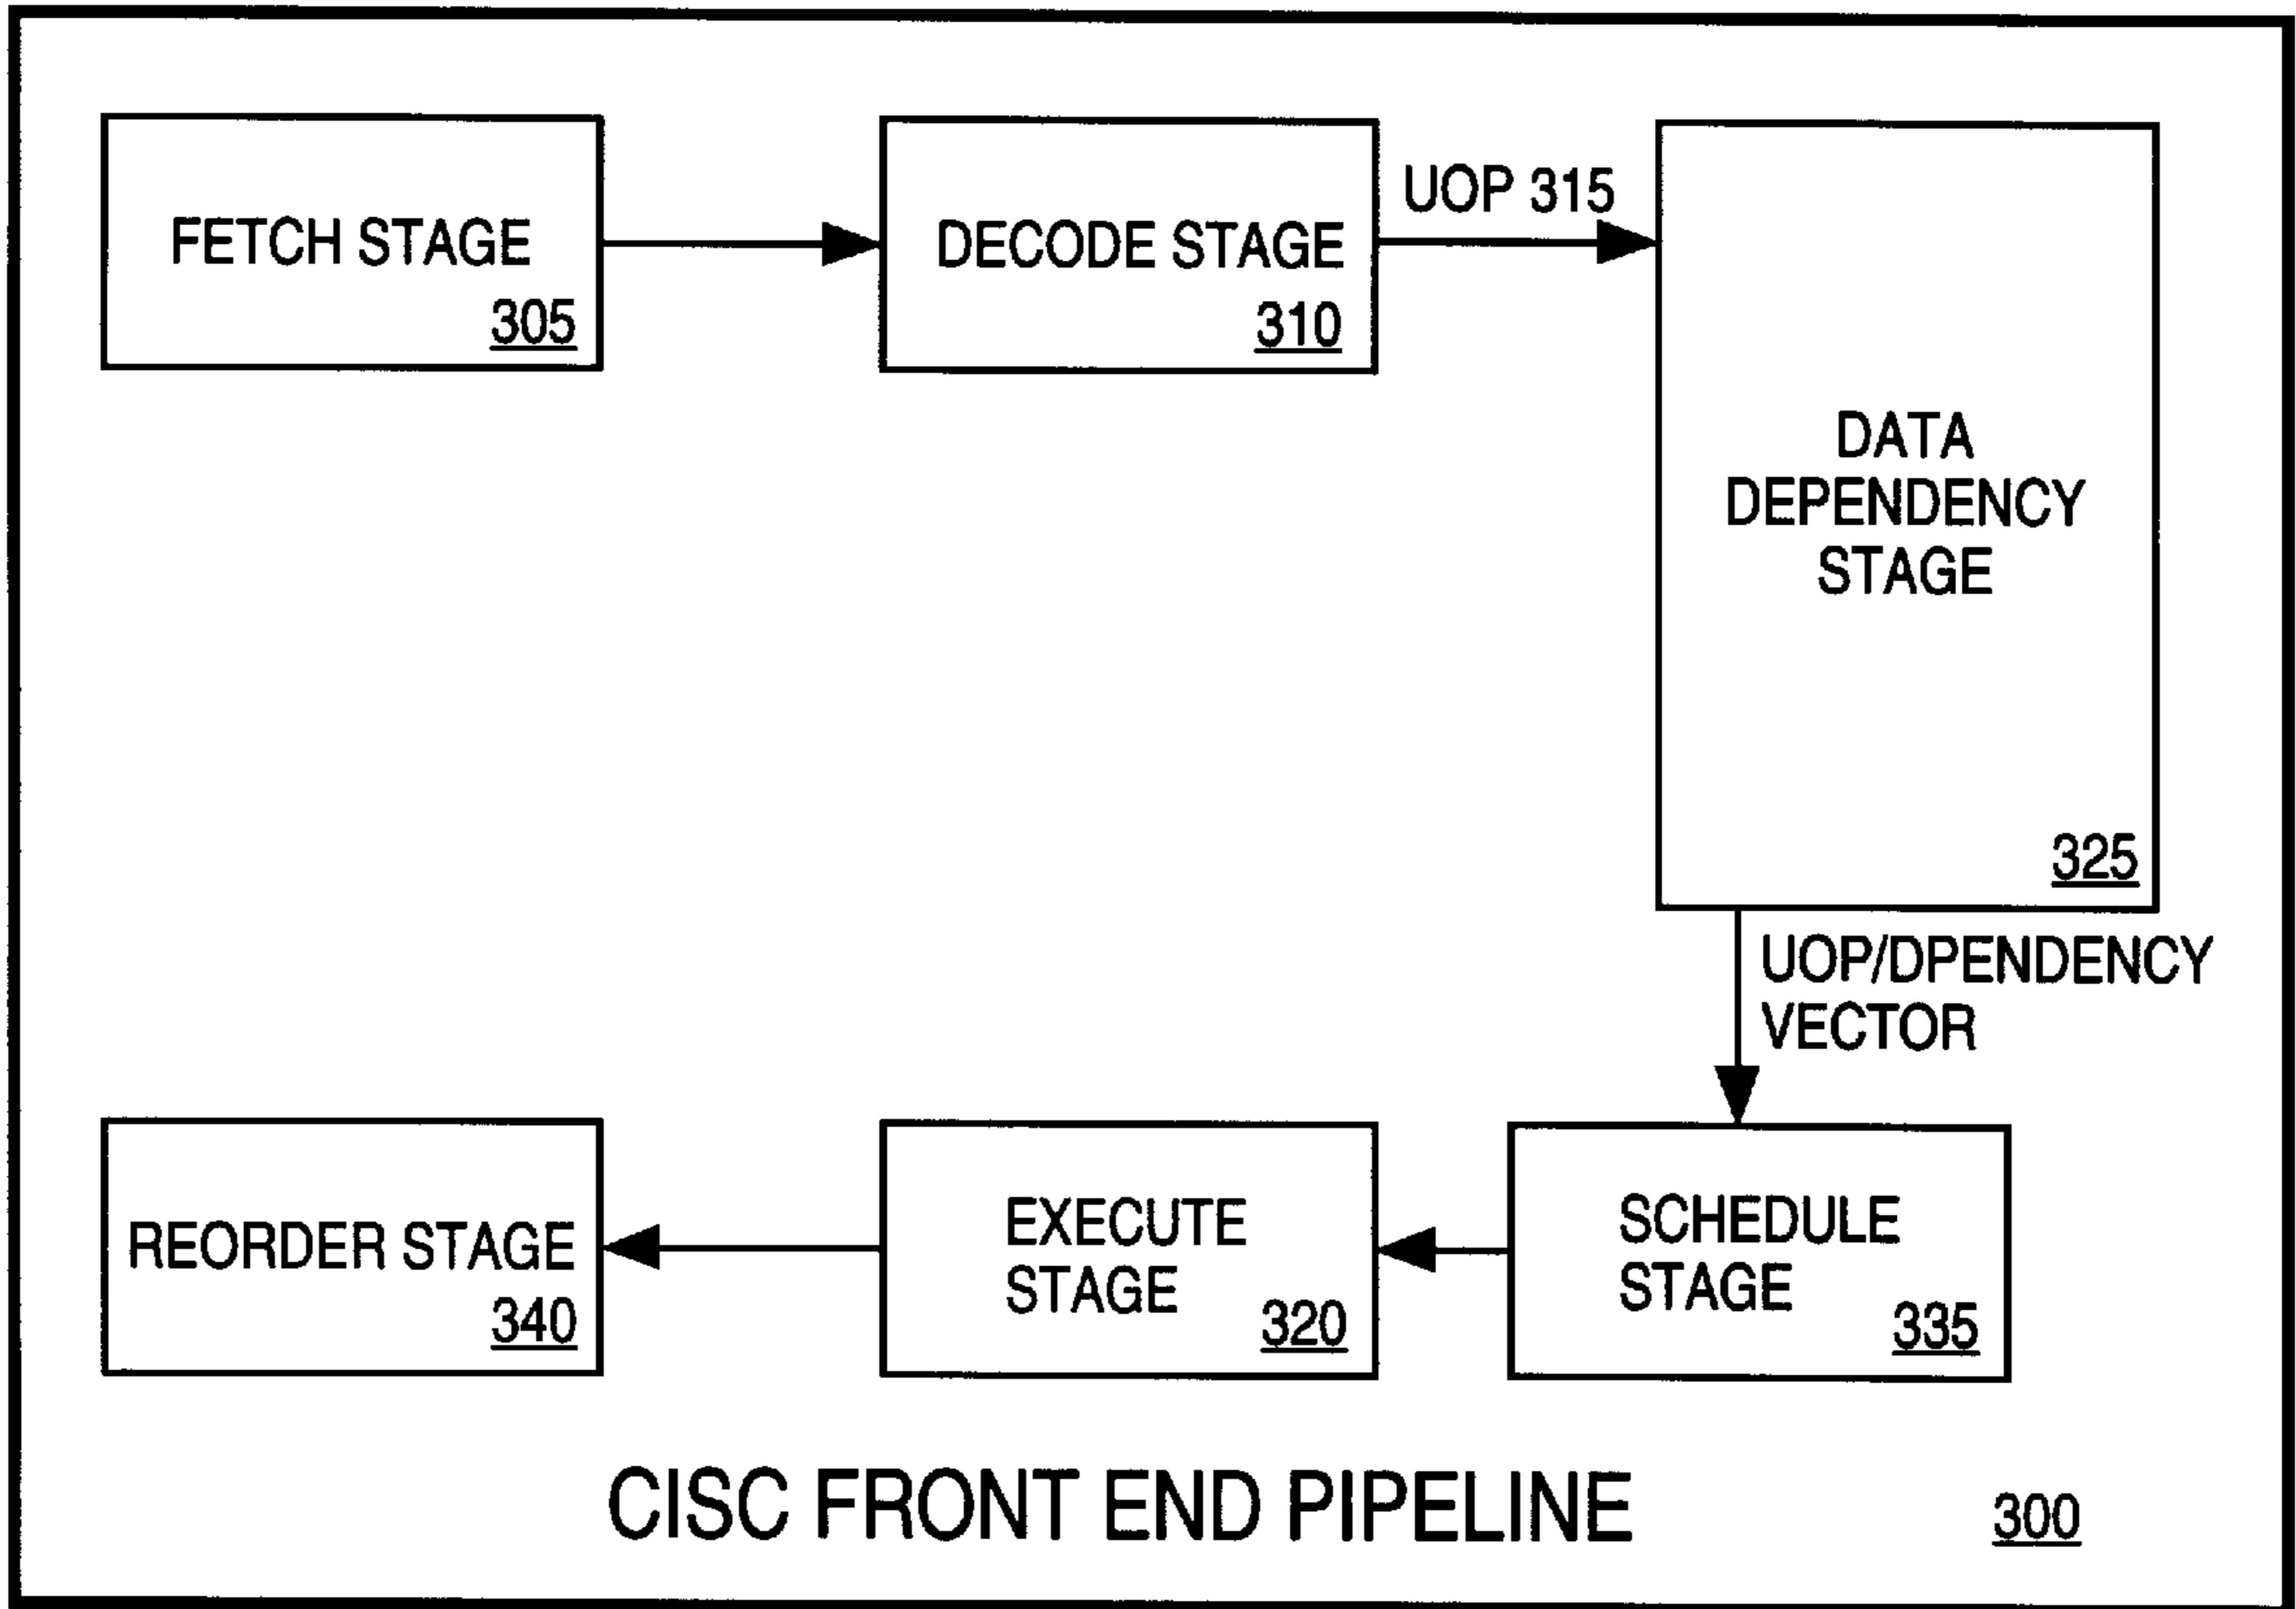 FETCH STAGE
305
DECODE STAGE
310
UOP 315
DATA
DEPENDENCY
STAGE
325
UOP/DPENDENCY
VECTOR
REORDER STAGE
340
EXECUTE
STAGE
320
SCHEDULE
STAGE
335
CISC FRONT END PIPELINE
300